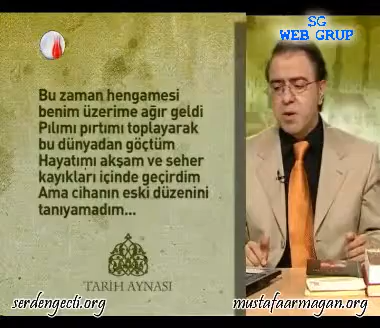 SG
WEB GRUP
Bu zaman hengamesi
benim üzerime ağır geldi
Pılımı pırtımı toplayarak
bu dünyadan göçtüm
Hayatımı akşam ve seher
kayıkları içinde geçirdim
Ama cihanın eski düzenini
tanıyamadım...
TARİH AYNASI
serdengecti.org
mustafaarmagan.org